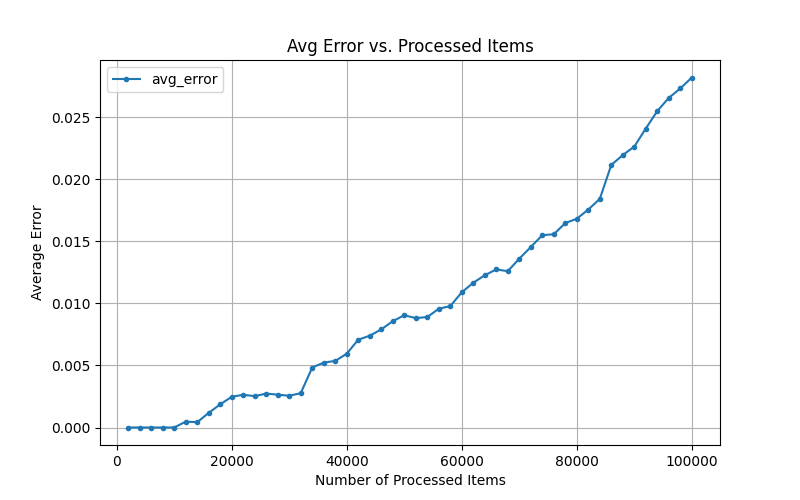 Avg Error vs. Processed Items
avg_error
0.025
0.020
0.015
0.010
0.005
0.000
Average Error
0 20000 40000 60000 80000 100000
Number of Processed Items